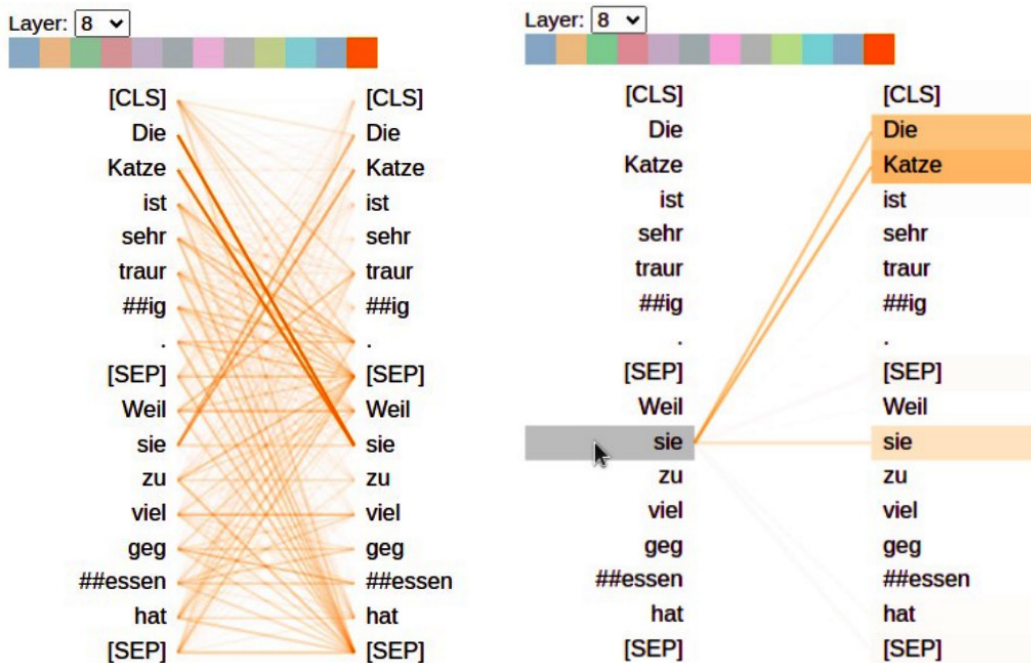 Layer: 8
[CLS] [CLS]
Die Die
Katze Katze
ist ist
sehr sehr
traur traur
##ig ##ig
. .
[SEP] [SEP]
Weil Weil
sie sie
zu zu
viel viel
geg geg
##essen ##essen
hat hat
[SEP] [SEP]
Layer: 8
[CLS] [CLS]
Die Die
Katze Katze
ist ist
sehr sehr
traur traur
##ig ##ig
. .
[SEP] [SEP]
Weil Weil
sie sie
zu zu
viel viel
geg geg
##essen ##essen
hat hat
[SEP] [SEP]